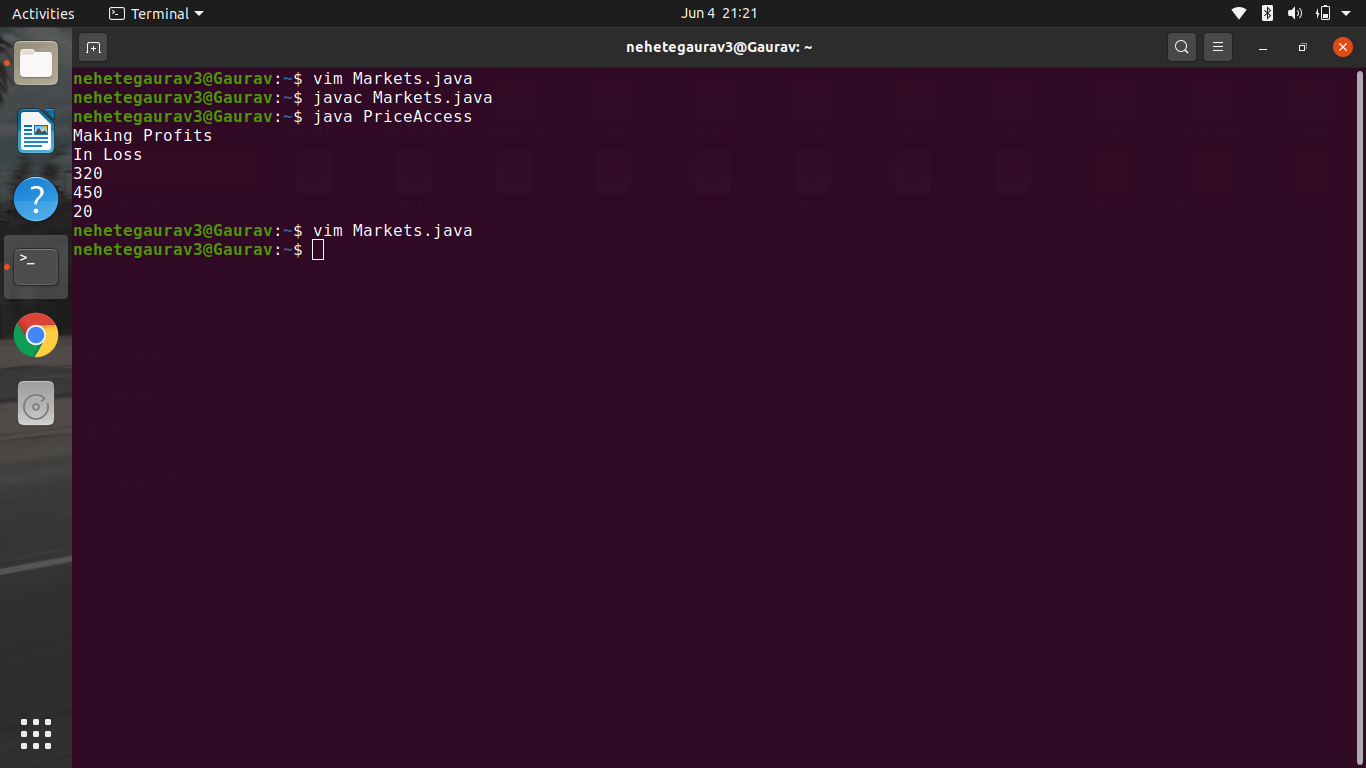 Activities
Terminal
Jun 4 21:21
nehetegaurav3@Gaurav: ~
nehetegaurav3@Gaurav:~$ vim Markets.java
nehetegaurav3@Gaurav:~$ javac Markets.java
nehetegaurav3@Gaurav:~$ java PriceAccess
Making Profits
In Loss
320
450
20
nehetegaurav3@Gaurav:~$ vim Markets.java
nehetegaurav3@Gaurav:~$